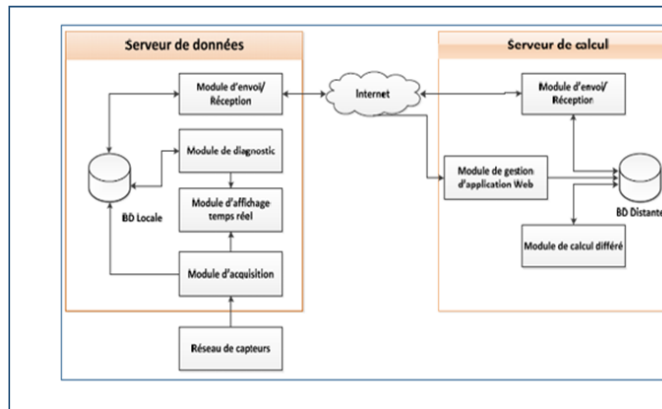 Serveur de données
Serveur de calcul
Module d'envoi/
Réception
Internet
Module d'envoi/
Réception
Module de diagnostic
Module de gestion
d'application Web
BD Locale
Module d'affichage
temps réel
BD Distante
Module de calcul différé
Module d'acquisition
Réseau de capteurs